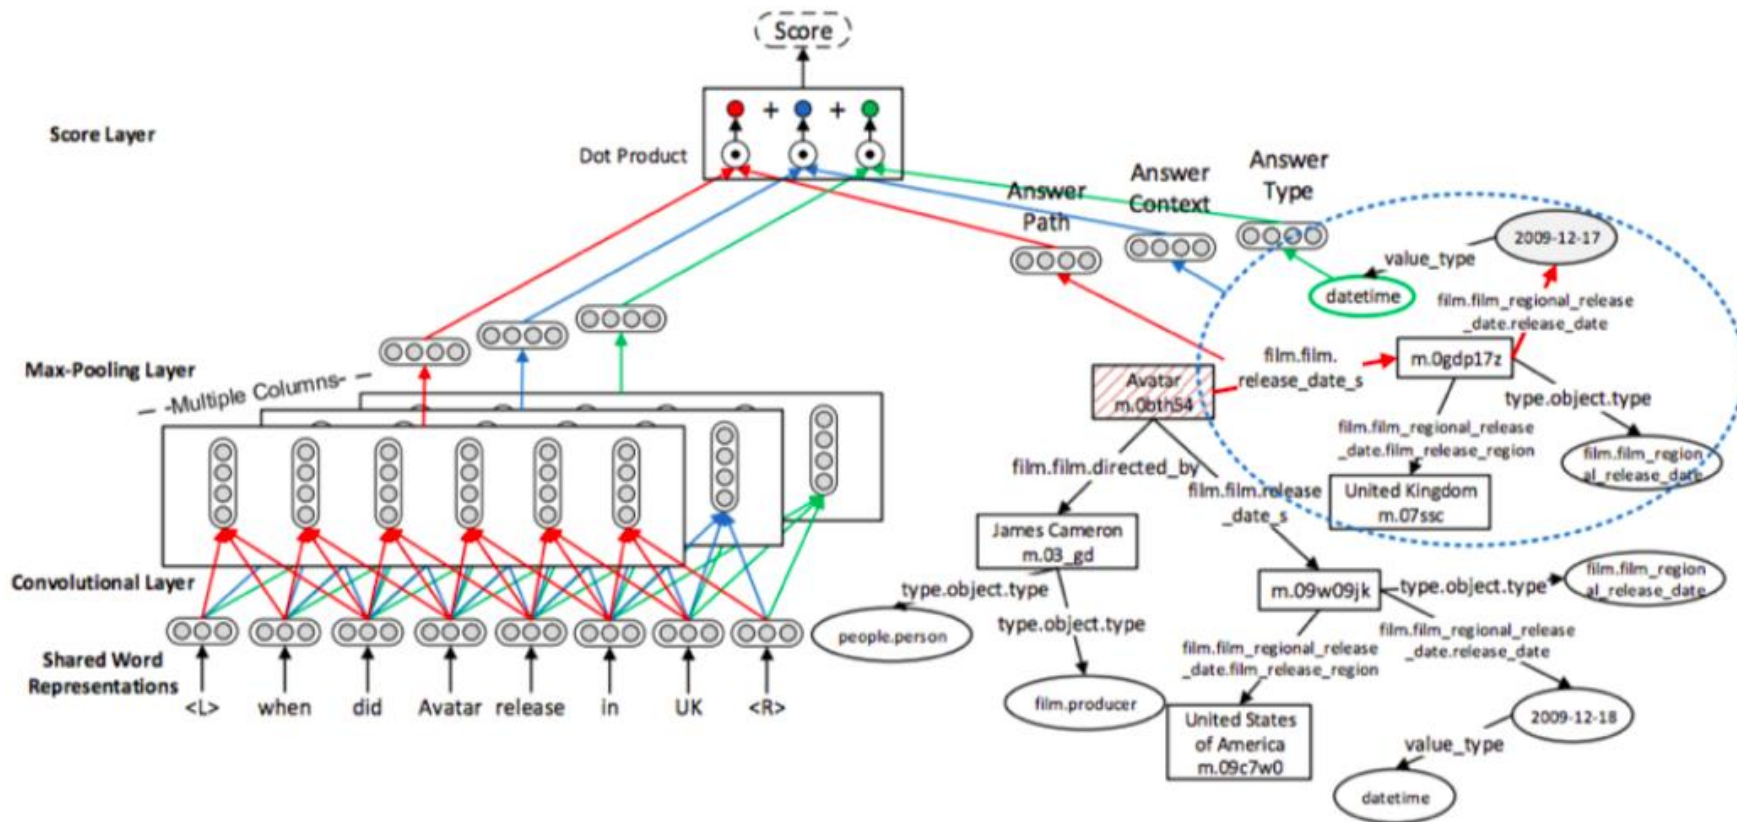 Score
Score Layer
Dot Product
Answer
Path
Answer
Context
Answer
Type
2009-12-17
value_type
datetime
film.film_regional_release
_date.release_date
film.film.
release_date_s
m.0gdp17z
Avatar
m.0bth54
type.object.type
film.film_regional_release
_date.film_release_region
film.film_region
al_release_date
United Kingdom
m.07ssc
Max-Pooling Layer
-Multiple Columns-
film.film.directed_by
film.film.release
_date_s
James Cameron
m.03_gd
Convolutional Layer
type.object.type
people.person
type.object.type
m.09w09jk
type.object.type
film.film_region
al_release_date
film.film_regional_release
_date.release_date
film.film_regional_release
_date.film_release_region
film.producer
United States
of America
m.09c7w0
2009-12-18
value_type
datetime
Shared Word
Representations
<L> when did Avatar release in UK <R>